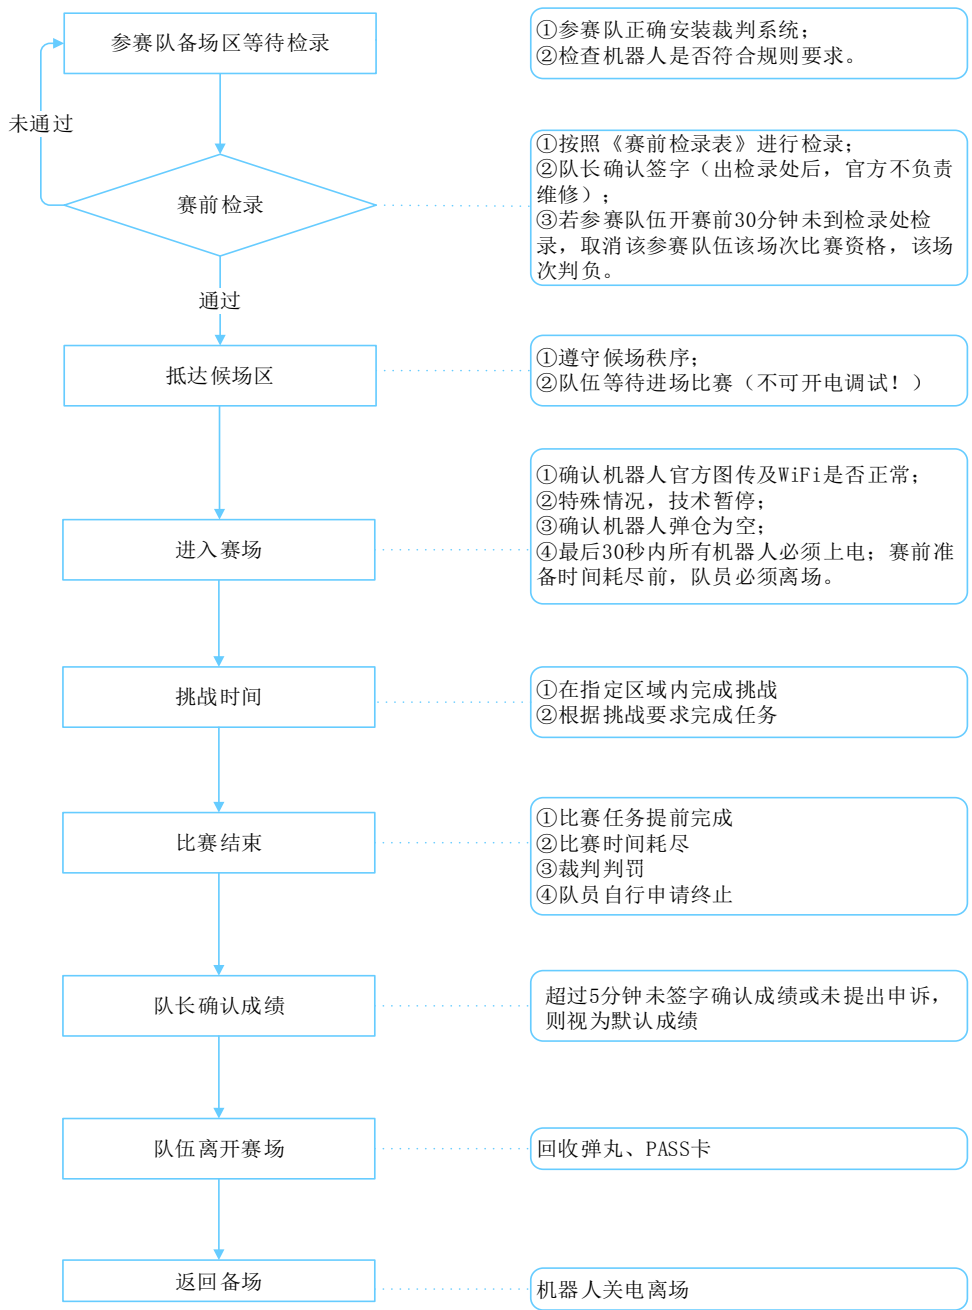 参赛队备场区等待检录
①参赛队正确安装裁判系统；
②检查机器人是否符合规则要求。
未通过
赛前检录
①按照《赛前检录表》进行检录；
②队长确认签字（出检录处后，官方不负责
维修）；
③若参赛队伍开赛前30分钟未到检录处检
录，取消该参赛队伍该场次比赛资格，该场
次判负。
通过
抵达候场区
①遵守候场秩序；
②队伍等待进场比赛（不可开电调试！）
进入赛场
①确认机器人官方图传及WiFi是否正常；
②特殊情况，技术暂停；
③确认机器人弹仓为空；
④最后30秒内所有机器人必须上电；赛前准
备时间耗尽前，队员必须离场。
挑战时间
①在指定区域内完成挑战
②根据挑战要求完成任务
比赛结束
①比赛任务提前完成
②比赛时间耗尽
③裁判判罚
④队员自行申请终止
队长确认成绩
超过5分钟未签字确认成绩或未提出申诉，
则视为默认成绩
队伍离开赛场
回收弹丸、PASS卡
返回备场
机器人关电离场